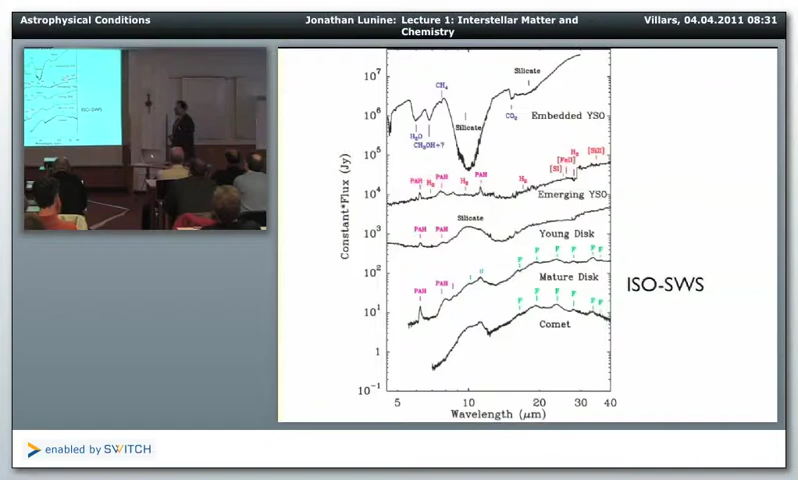 Astrophysical Conditions
Jonathan Lunine: Lecture 1: Interstellar Matter and
Chemistry
Villars, 04.04.2011 08:31
ISO-SWS
10^7
10^6
10^5
10^4
10^3
10^2
10^1
1
10^-1
Constant*Flux (Jy)
Silicate
CH4
CO2
Embedded YSO
Silicate
H2O
CH3OH+?
H2
[SiII]
[FeII]
[SI]
PAH H2 PAH H2 PAH H2
Emerging YSO
Silicate
PAH PAH
Young Disk
F F F F F F
PAH PAH
Mature Disk
F F F F F F
Comet
ISO-SWS
5 10 20 30 40
Wavelength (μm)
enabled by SWITCH